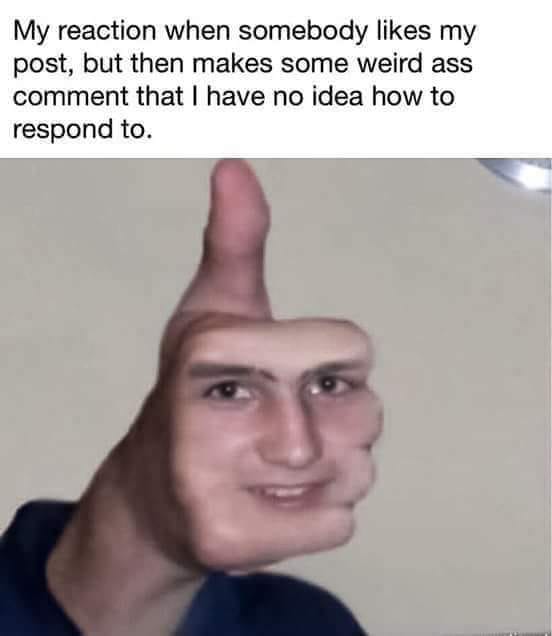 My reaction when somebody likes my
post, but then makes some weird ass
comment that I have no idea how to
respond to.